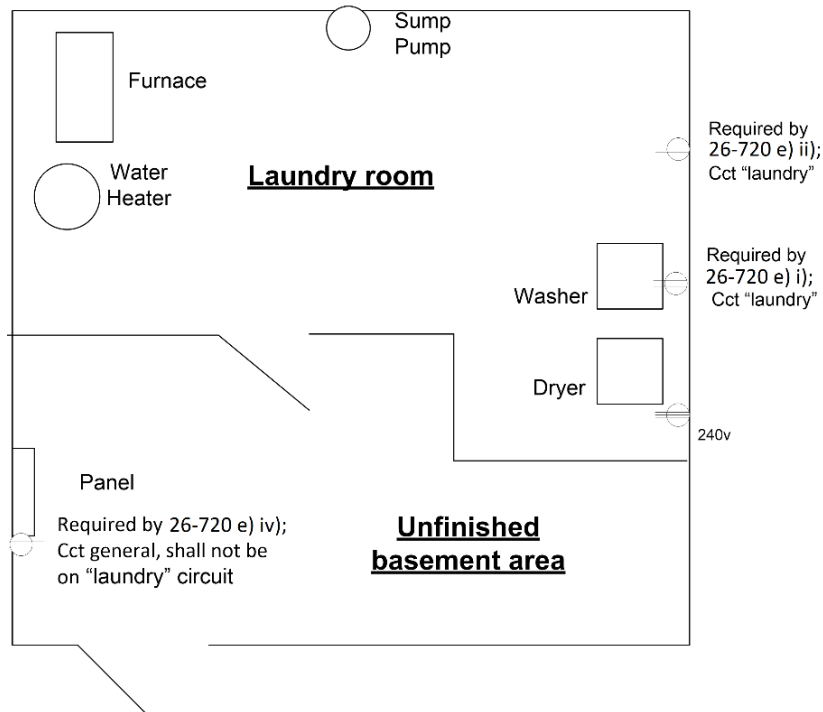 Sump
Pump
Furnace
Water
Heater
Laundry room
Required by
26-720 e) ii);
Cct “laundry”
Required by
26-720 e) i);
Cct “laundry”
Washer
Dryer
240v
Panel
Required by 26-720 e) iv);
Cct general, shall not be
on “laundry” circuit
Unfinished
basement area